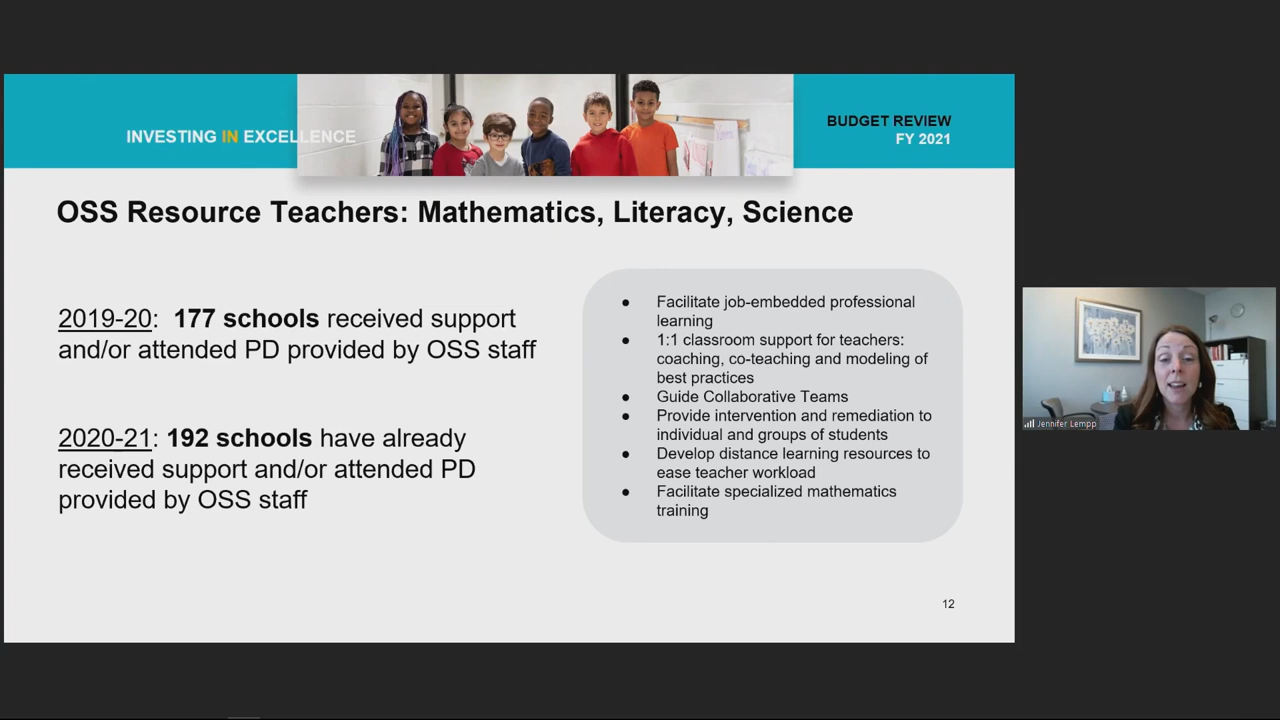 INVESTING IN EXCELLENCE
BUDGET REVIEW
FY 2021
OSS Resource Teachers: Mathematics, Literacy, Science
2019-20: 177 schools received support
and/or attended PD provided by OSS staff
2020-21: 192 schools have already
received support and/or attended PD
provided by OSS staff
● Facilitate job-embedded professional
learning
● 1:1 classroom support for teachers:
coaching, co-teaching and modeling of
best practices
● Guide Collaborative Teams
● Provide intervention and remediation to
individual and groups of students
● Develop distance learning resources to
ease teacher workload
● Facilitate specialized mathematics
training
12
Jennifer Lempp